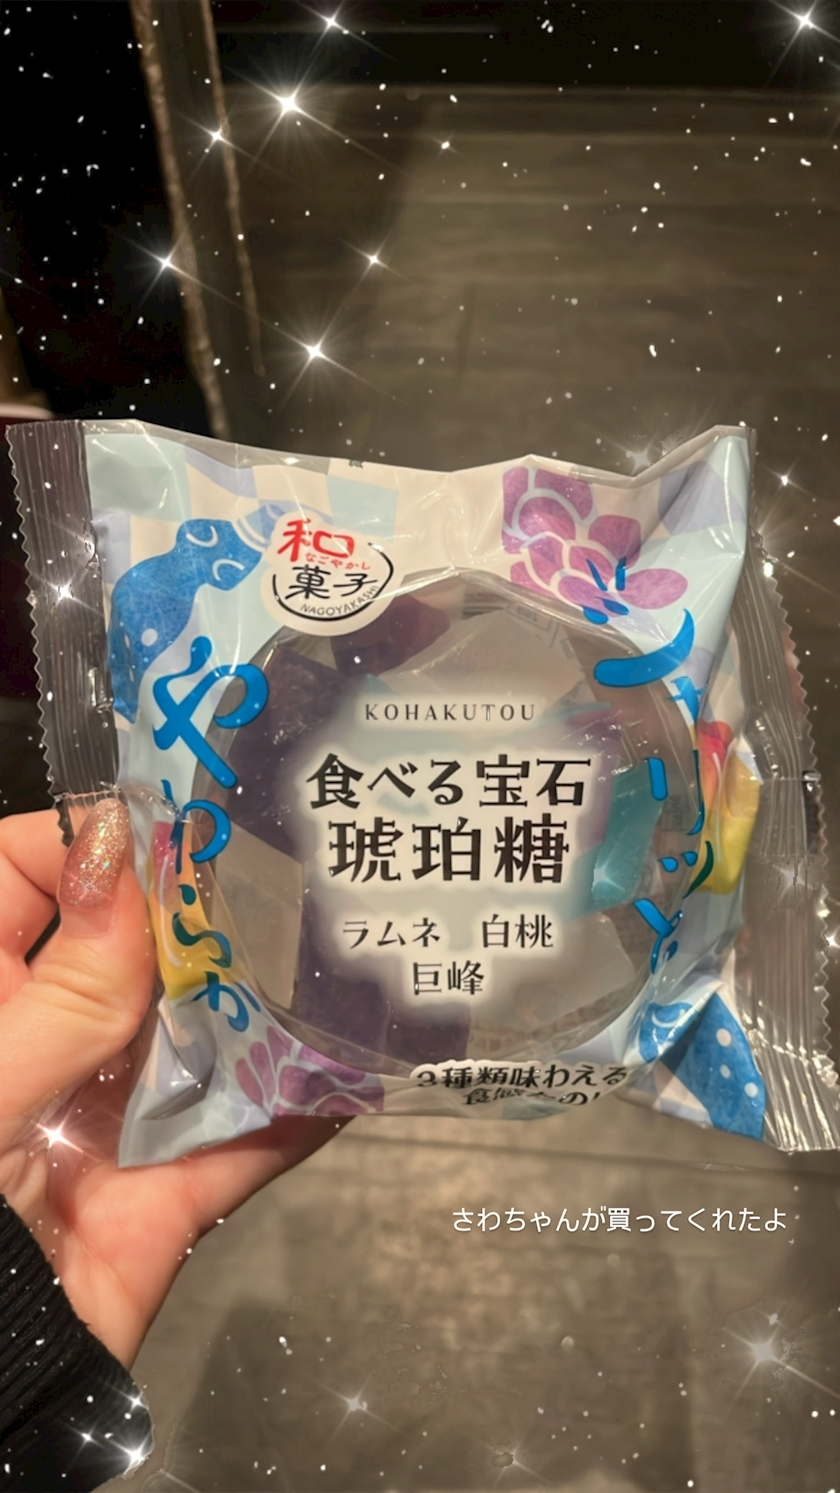 和
なごやかし
菓子
NAGOYAKASHI
やわらか
シャリッと
KOHAKUTOU
食べる宝石
琥珀糖
ラムネ 白桃
巨峰
3種類味わえる
さわちゃんが買ってくれたよ